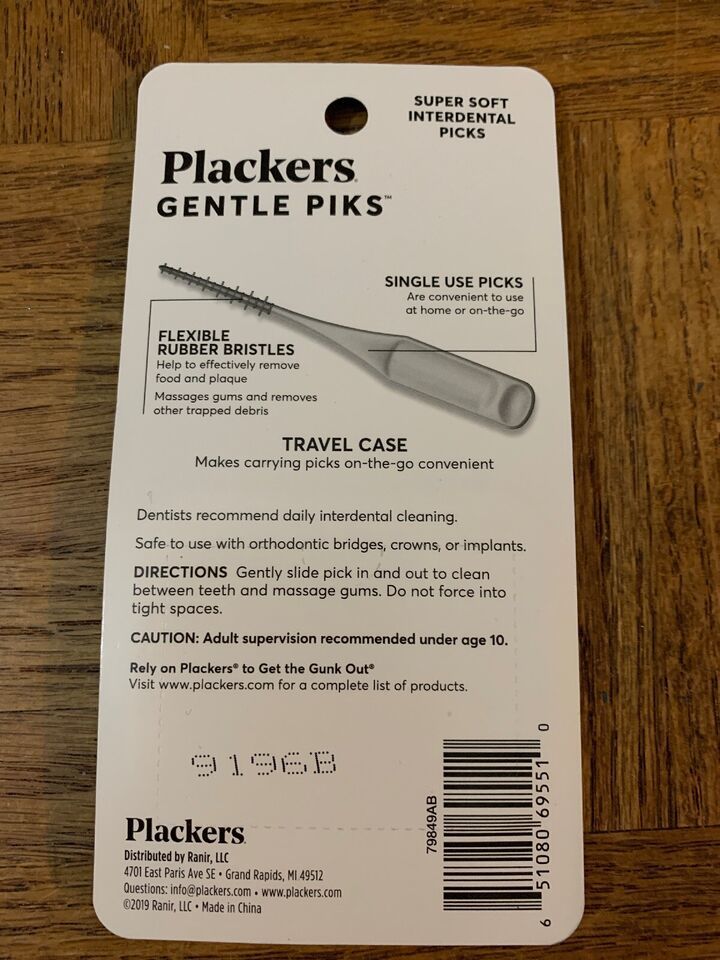 SUPER SOFT
INTERDENTAL
PICKS
Plackers.
GENTLE PIKS™
SINGLE USE PICKS
Are convenient to use
at home or on-the-go
FLEXIBLE
RUBBER BRISTLES
Help to effectively remove
food and plaque
Massages gums and removes
other trapped debris
TRAVEL CASE
Makes carrying picks on-the-go convenient
Dentists recommend daily interdental cleaning.
Safe to use with orthodontic bridges, crowns, or implants.
DIRECTIONS Gently slide pick in and out to clean
between teeth and massage gums. Do not force into
tight spaces.
CAUTION: Adult supervision recommended under age 10.
Rely on Plackers® to Get the Gunk Out®
Visit www.plackers.com for a complete list of products.
9196B
Plackers.
Distributed by Ranir, LLC
4701 East Paris Ave SE • Grand Rapids, MI 49512
Questions: info@plackers.com • www.plackers.com
©2019 Ranir, LLC • Made in China
79849AB
6 51080 69551 0